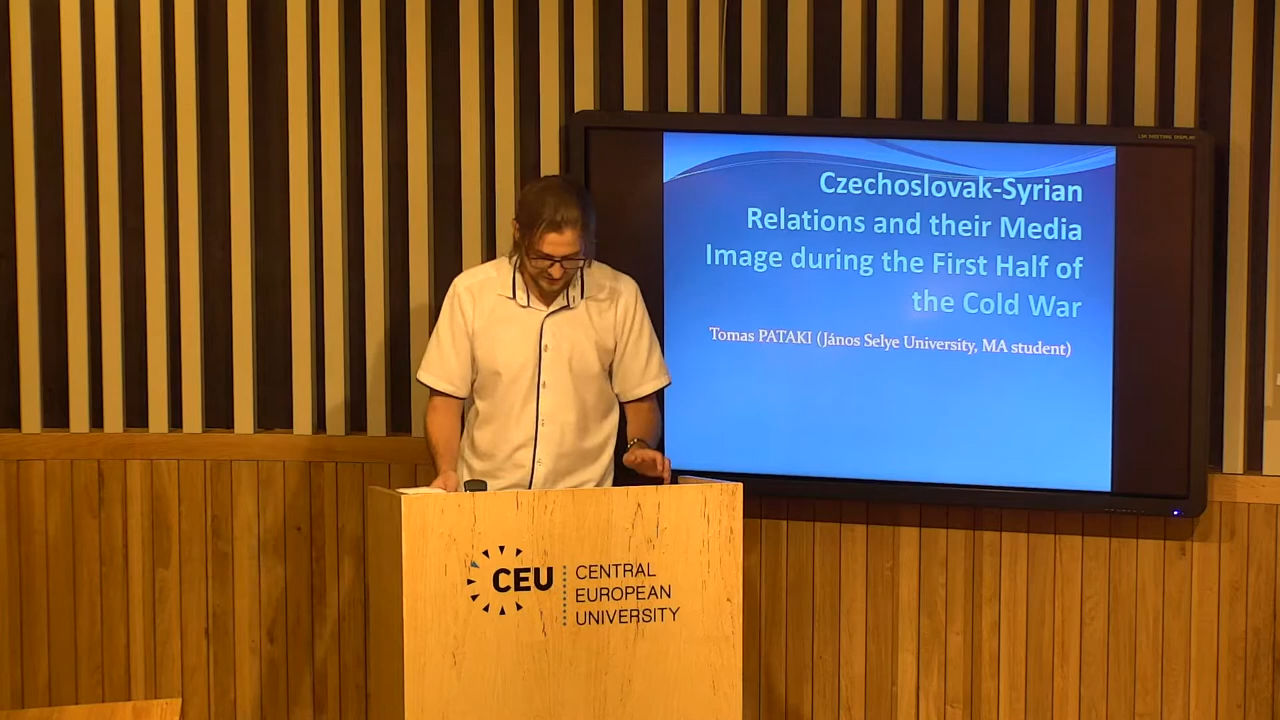 Czechoslovak-Syrian
Relations and their Media
Image during the First Half of
the Cold War
Tomas PATAKI (János Selye University, MA student)
CEU
CENTRAL
EUROPEAN
UNIVERSITY